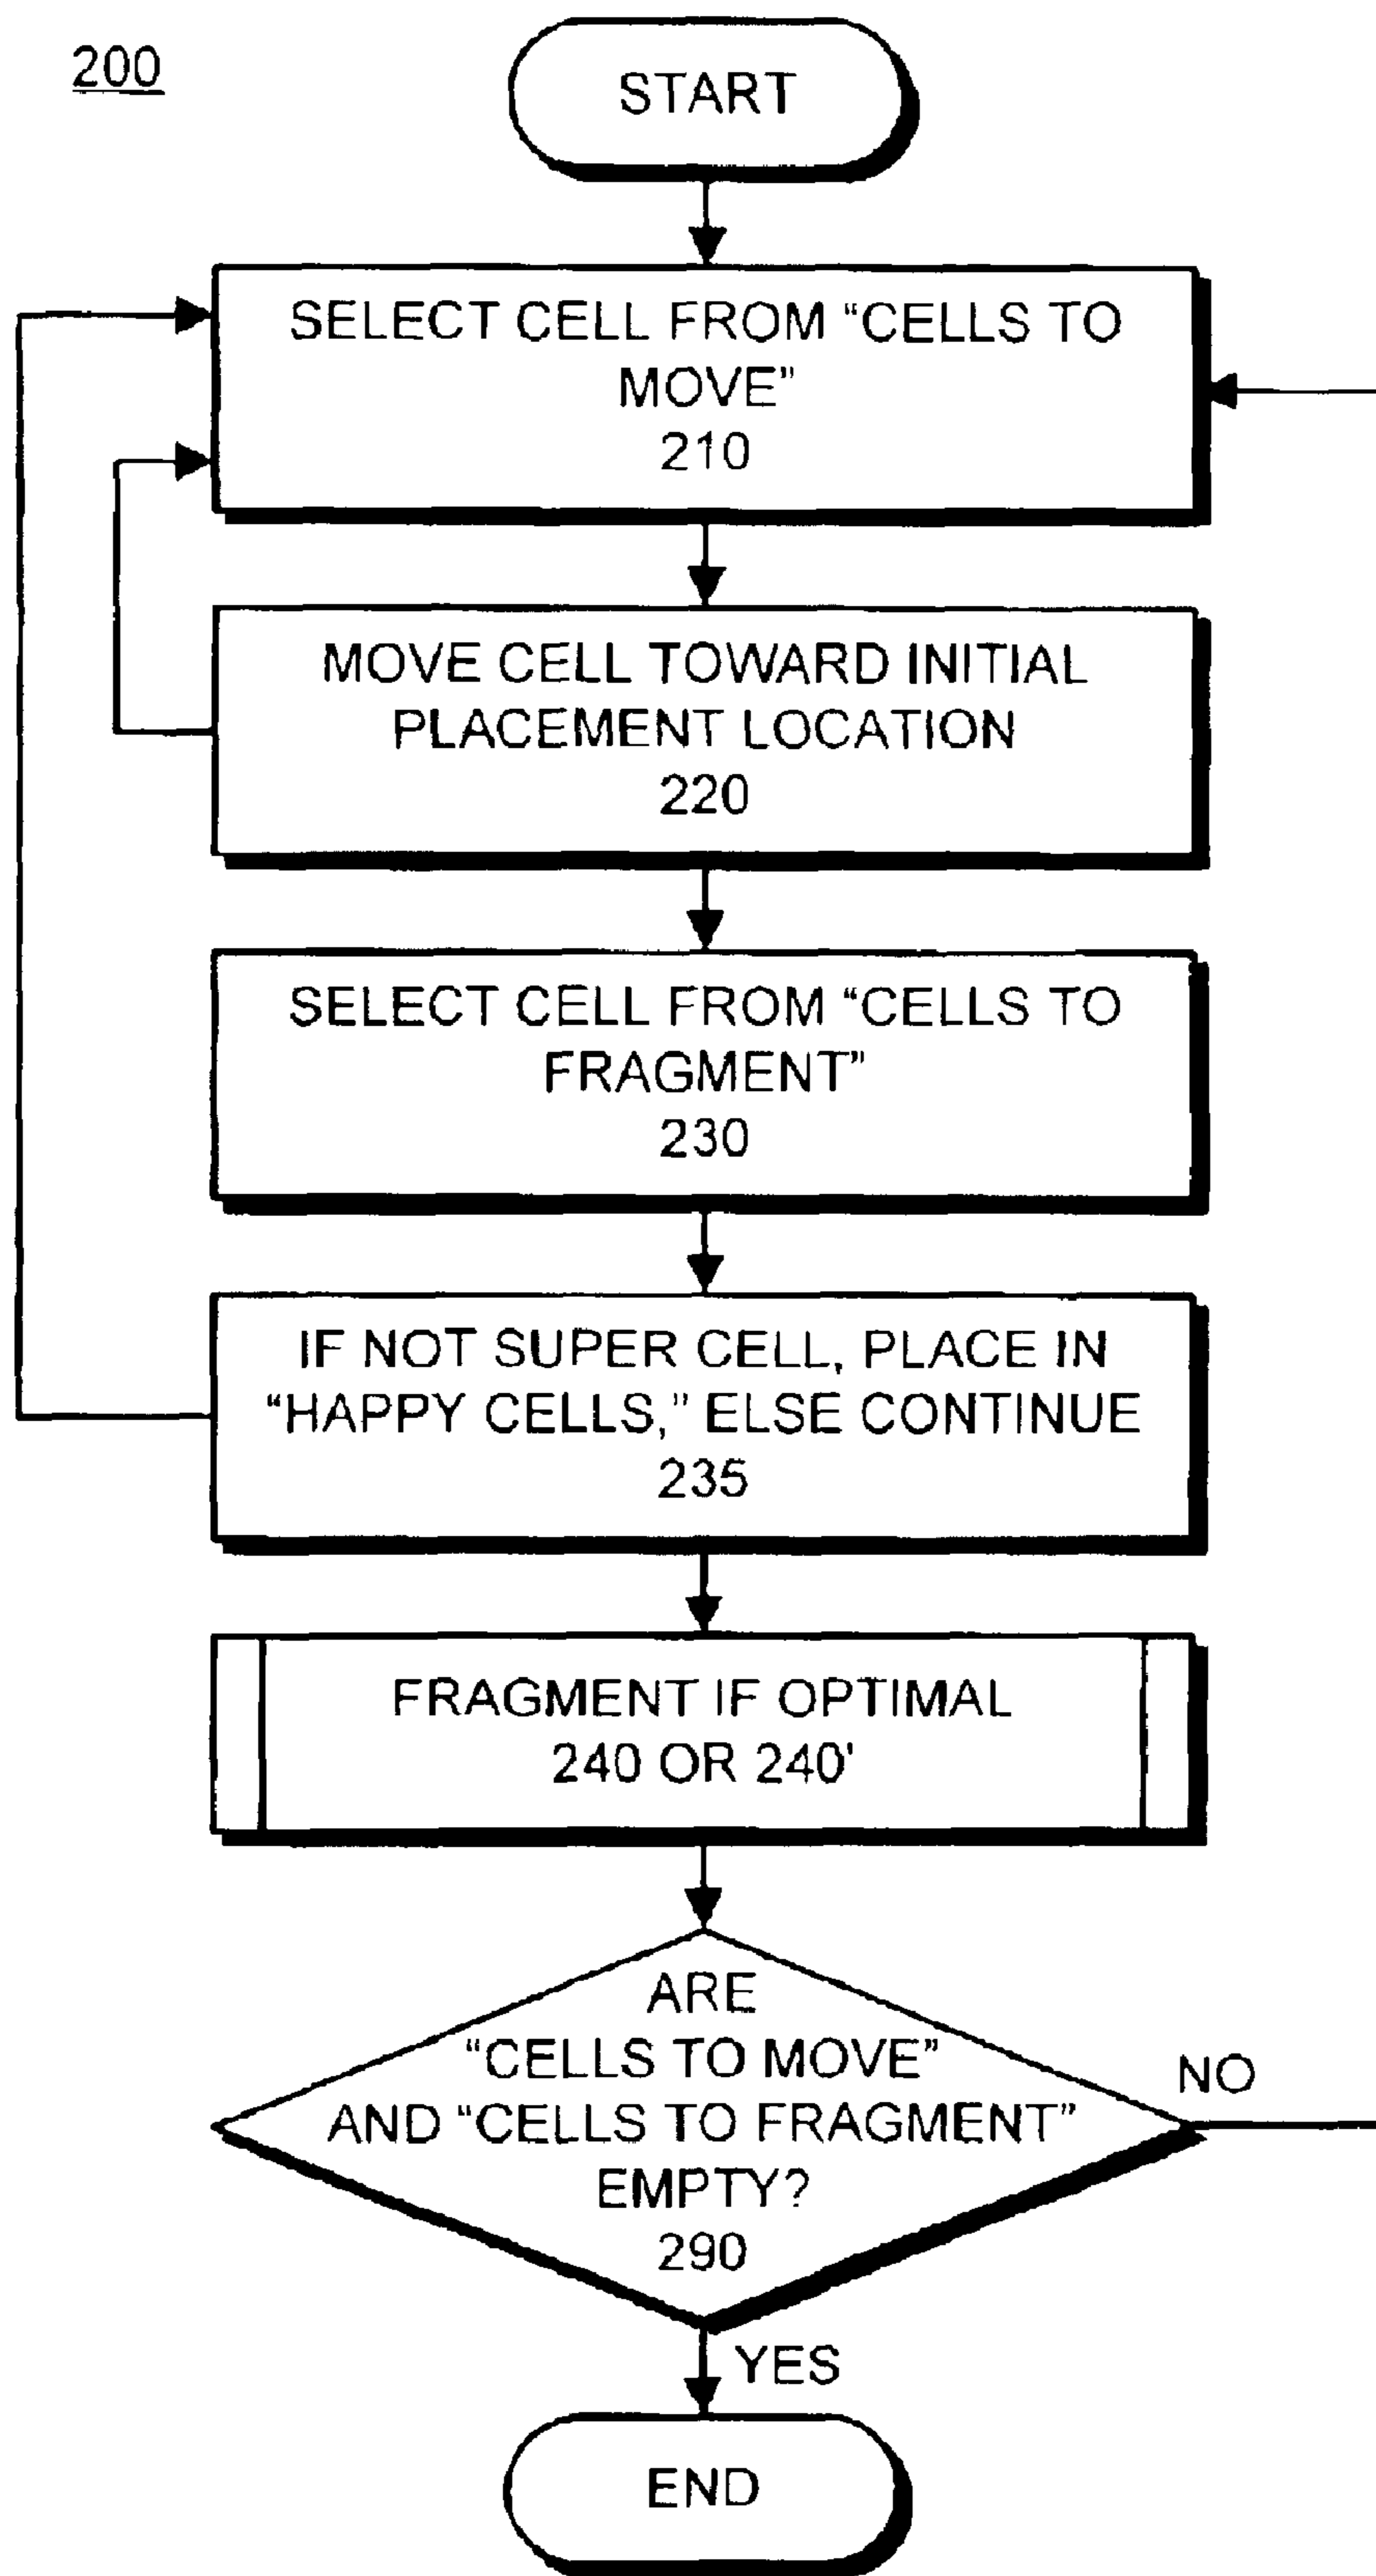 200
START
SELECT CELL FROM “CELLS TO
MOVE”
210
MOVE CELL TOWARD INITIAL
PLACEMENT LOCATION
220
SELECT CELL FROM “CELLS TO
FRAGMENT”
230
IF NOT SUPER CELL, PLACE IN
“HAPPY CELLS,” ELSE CONTINUE
235
FRAGMENT IF OPTIMAL
240 OR 240'
ARE
“CELLS TO MOVE”
AND “CELLS TO FRAGMENT”
EMPTY?
290
NO
YES
END